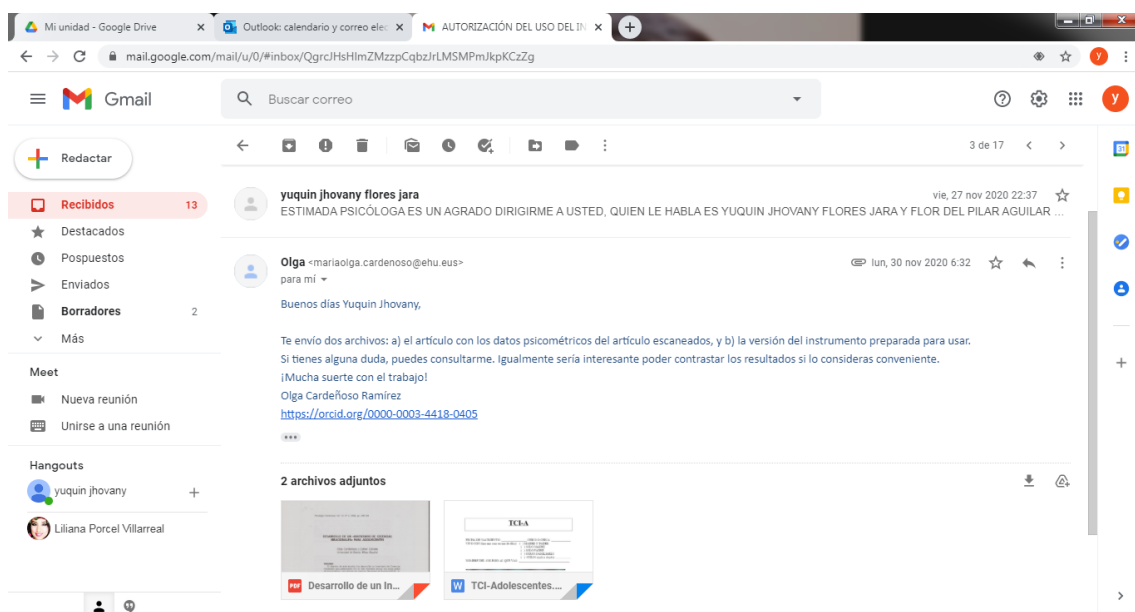 Mi unidad - Google Drive
Outlook: calendario y correo elec
AUTORIZACIÓN DEL USO DEL IN
mail.google.com/mail/u/0/#inbox/QgrcJHsHlmZMzzpCqbzJrLMSMPmJkpKCzZg
Gmail
Buscar correo
Redactar
3 de 17
Recibidos 13
Destacados
Pospuestos
Enviados
Borradores 2
Más
Meet
Nueva reunión
Unirse a una reunión
Hangouts
yuquin jhovany
Liliana Porcel Villarreal
yuquin jhovany flores jara
vie, 27 nov 2020 22:37
ESTIMADA PSICÓLOGA ES UN AGRADO DIRIGIRME A USTED, QUIEN LE HABLA ES YUQUIN JHOVANY FLORES JARA Y FLOR DEL PILAR AGUILAR ...
Olga <mariaolga.cardenoso@ehu.eus>
lun, 30 nov 2020 6:32
para mí
Buenos días Yuquin Jhovany,
Te envío dos archivos: a) el artículo con los datos psicométricos del artículo escaneados, y b) la versión del instrumento preparada para usar.
Si tienes alguna duda, puedes consultarme. Igualmente sería interesante poder contrastar los resultados si lo consideras conveniente.
¡Mucha suerte con el trabajo!
Olga Cardeñoso Ramírez
https://orcid.org/0000-0003-4418-0405
2 archivos adjuntos
TCI-A
PDF Desarrollo de un In...
W TCI-Adolescentes....